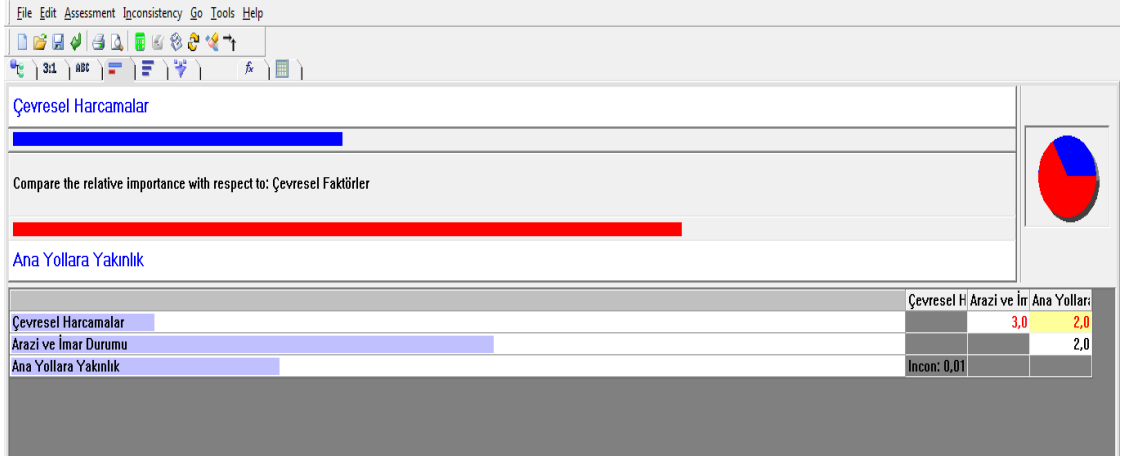 File Edit Assessment Inconsistency Go Tools Help
3:1 ABC fx
Çevresel Harcamalar
Compare the relative importance with respect to: Çevresel Faktörler
Ana Yollara Yakınlık
Çevresel H Arazi ve İm Ana Yollara
Çevresel Harcamalar 3,0 2,0
Arazi ve İmar Durumu 2,0
Ana Yollara Yakınlık Incon: 0,01